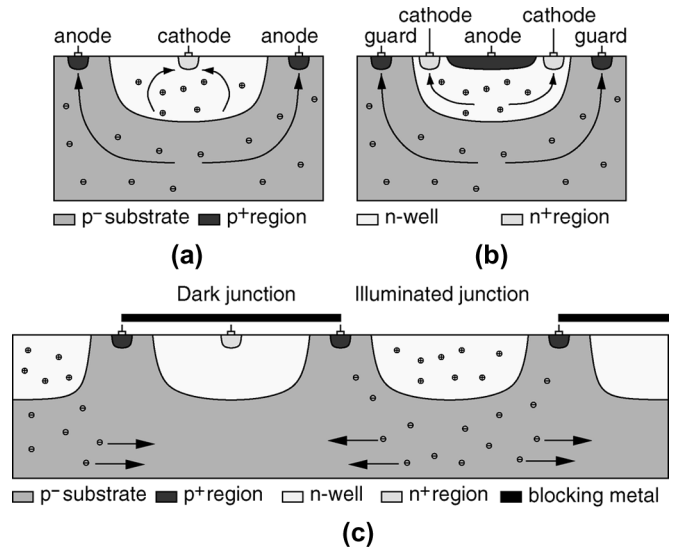 anode cathode anode
cathode cathode
guard anode guard
p− substrate p+region
n-well n+region
(a) (b)
Dark junction Illuminated junction
p− substrate p+region n-well n+region blocking metal
(c)